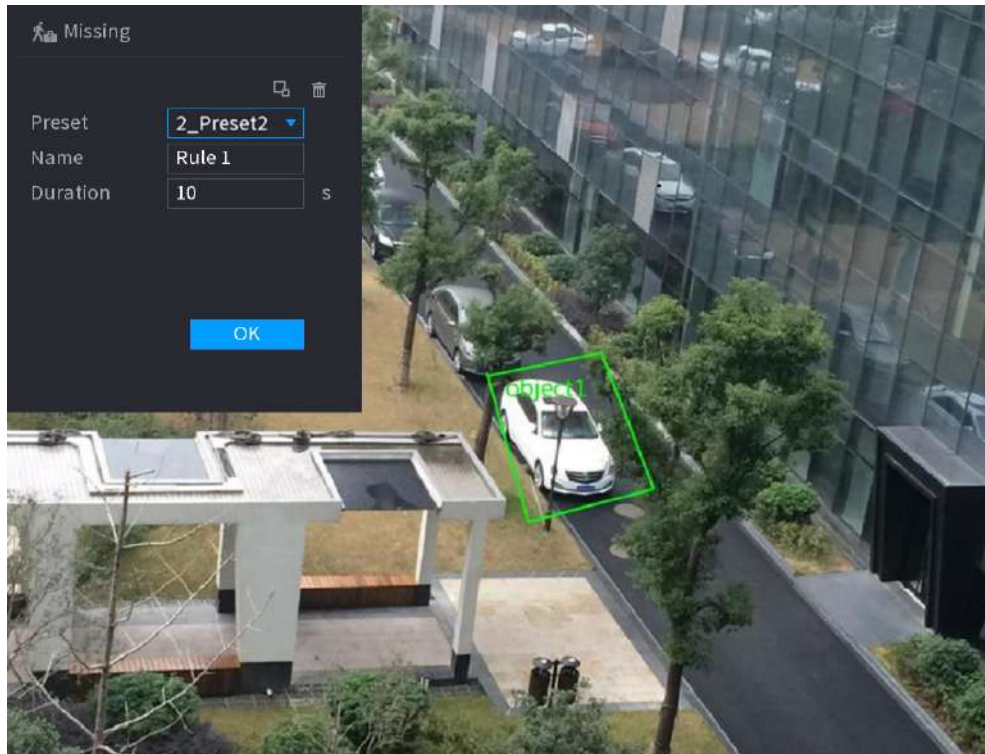 Missing
Preset 2_Preset2
Name Rule 1
Duration 10 s
OK
object1